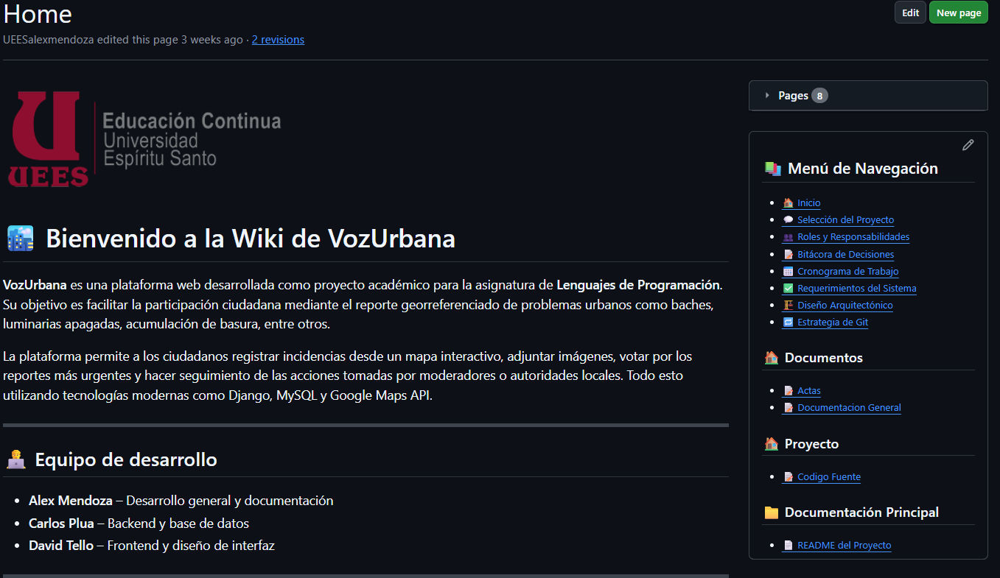 Home
Edit
New page
UEESalexmendoza edited this page 3 weeks ago · 2 revisions
UEES
Educación Continua
Universidad
Espíritu Santo
Bienvenido a la Wiki de VozUrbana
VozUrbana es una plataforma web desarrollada como proyecto académico para la asignatura de Lenguajes de Programación.
Su objetivo es facilitar la participación ciudadana mediante el reporte georreferenciado de problemas urbanos como baches,
luminarias apagadas, acumulación de basura, entre otros.
La plataforma permite a los ciudadanos registrar incidencias desde un mapa interactivo, adjuntar imágenes, votar por los
reportes más urgentes y hacer seguimiento de las acciones tomadas por moderadores o autoridades locales. Todo esto
utilizando tecnologías modernas como Django, MySQL y Google Maps API.
Equipo de desarrollo
Alex Mendoza – Desarrollo general y documentación
Carlos Plua – Backend y base de datos
David Tello – Frontend y diseño de interfaz
Pages 8
Menú de Navegación
Inicio
Selección del Proyecto
Roles y Responsabilidades
Bitácora de Decisiones
Cronograma de Trabajo
Requerimientos del Sistema
Diseño Arquitectónico
Estrategia de Git
Documentos
Actas
Documentacion General
Proyecto
Codigo Fuente
Documentación Principal
README del Proyecto